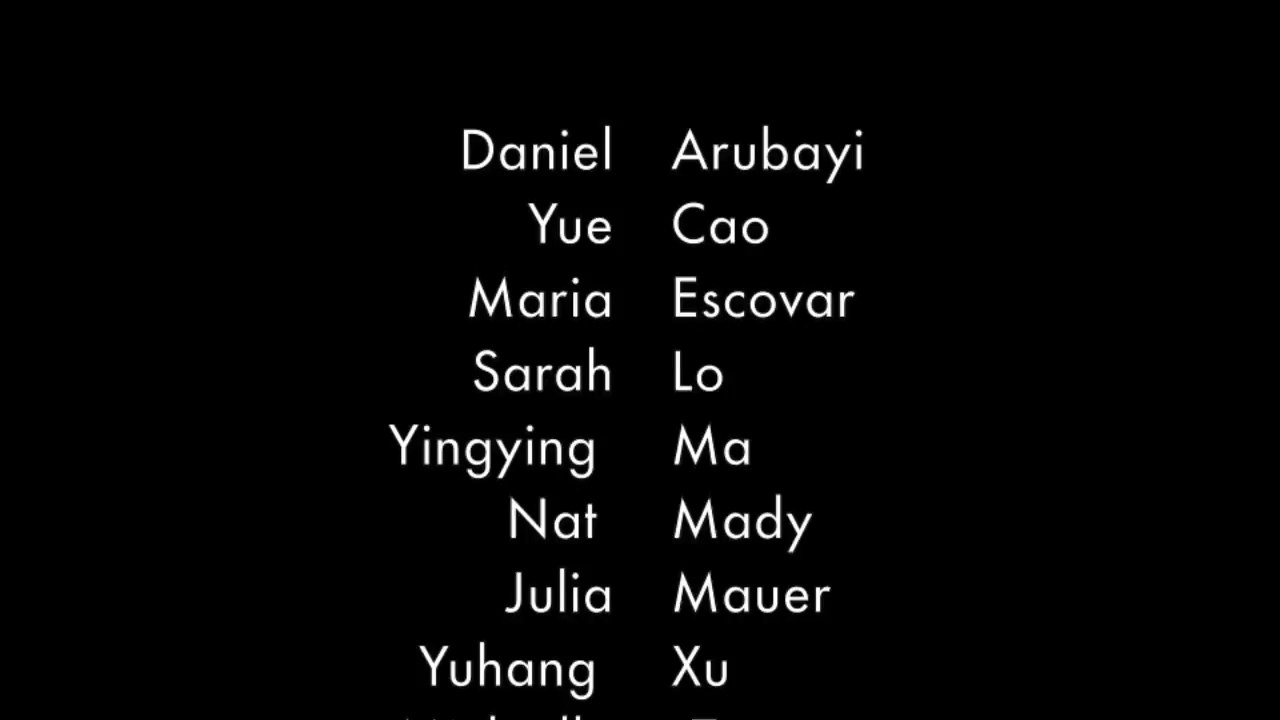 Daniel Arubayi
Yue Cao
Maria Escovar
Sarah Lo
Yingying Ma
Nat Mady
Julia Mauer
Yuhang Xu